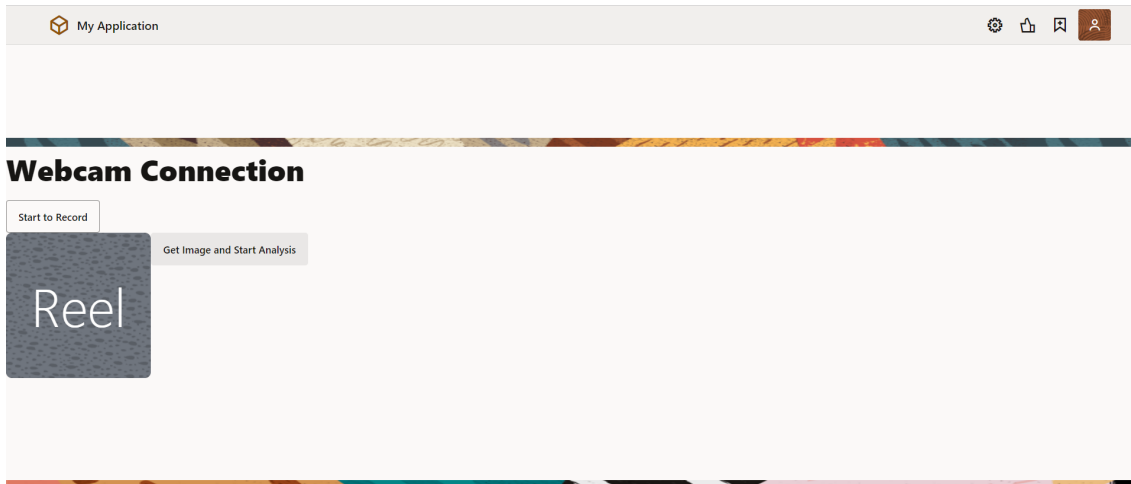 My Application
Webcam Connection
Start to Record
Get Image and Start Analysis
Reel